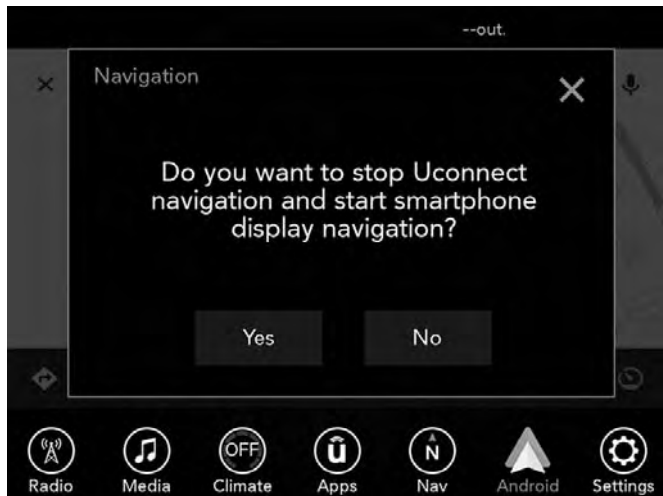 --out.
Navigation
Do you want to stop Uconnect
navigation and start smartphone
display navigation?
Yes No
OFF ū N
Radio Media Climate Apps Nav Android Settings